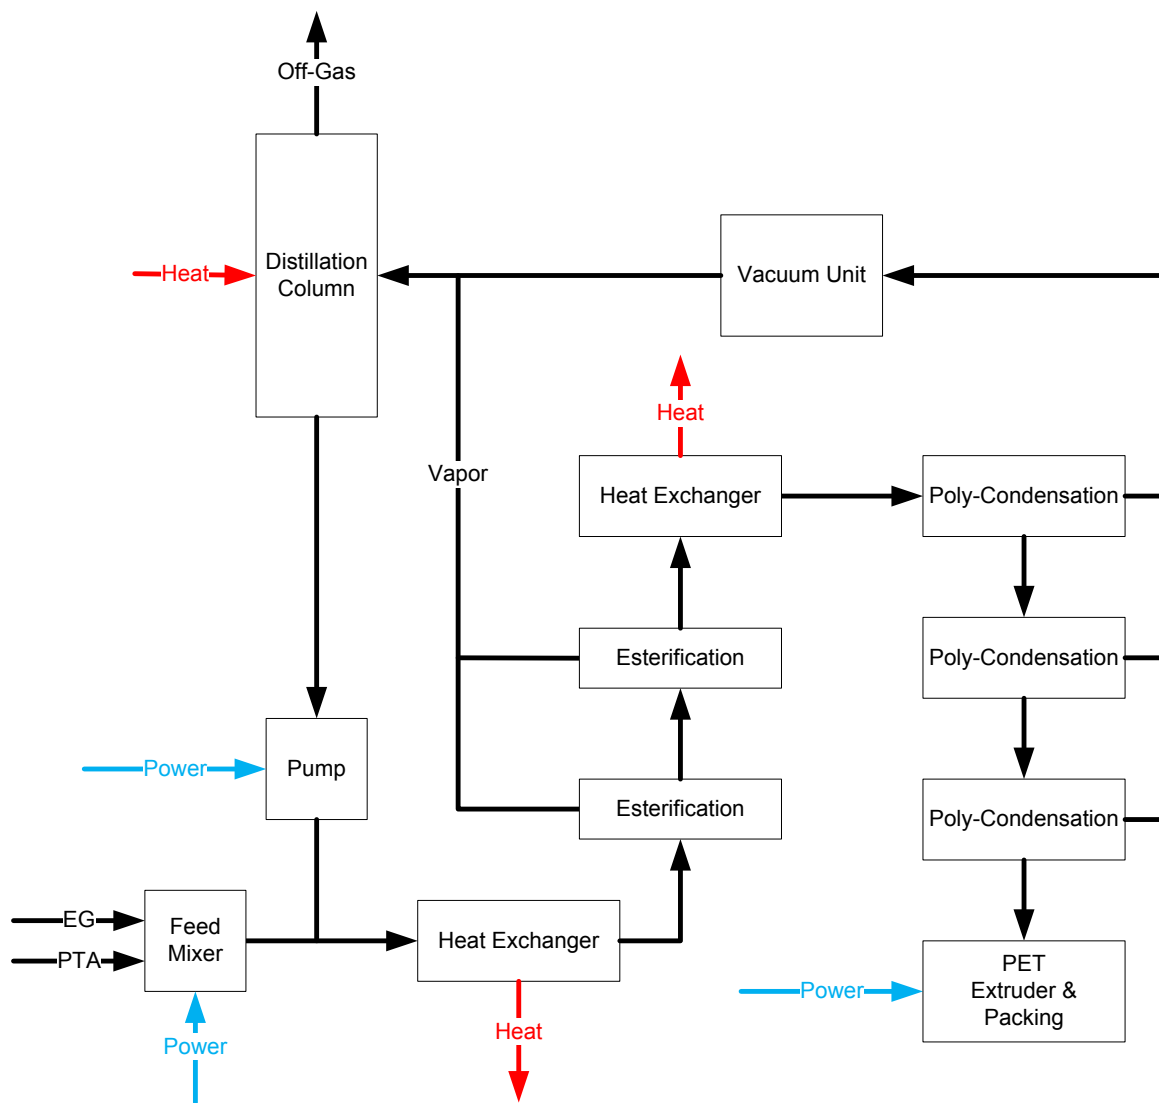 Off-Gas
Heat
Distillation
Column
Vacuum Unit
Heat
Vapor
Heat Exchanger
Poly-Condensation
Esterification
Poly-Condensation
Power
Pump
Esterification
Poly-Condensation
EG
PTA
Feed
Mixer
Heat Exchanger
PET
Extruder &
Packing
Power
Heat
Power